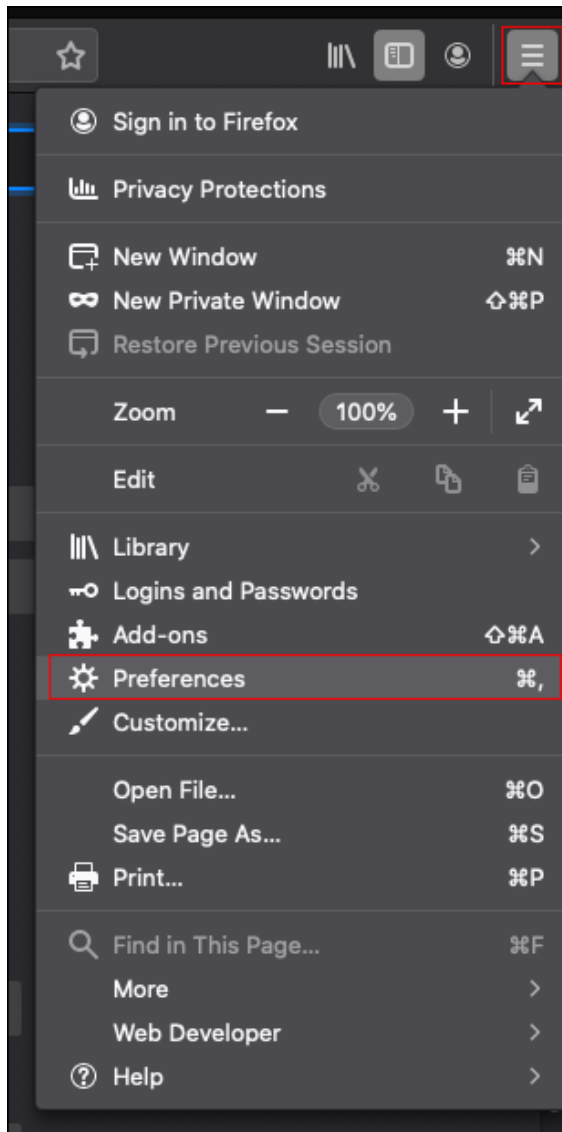 Sign in to Firefox
Privacy Protections
New Window ⌘N
New Private Window ⇧⌘P
Restore Previous Session
Zoom − 100% +
Edit
Library
Logins and Passwords
Add-ons ⇧⌘A
Preferences ⌘,
Customize...
Open File... ⌘O
Save Page As... ⌘S
Print... ⌘P
Find in This Page... ⌘F
More
Web Developer
Help